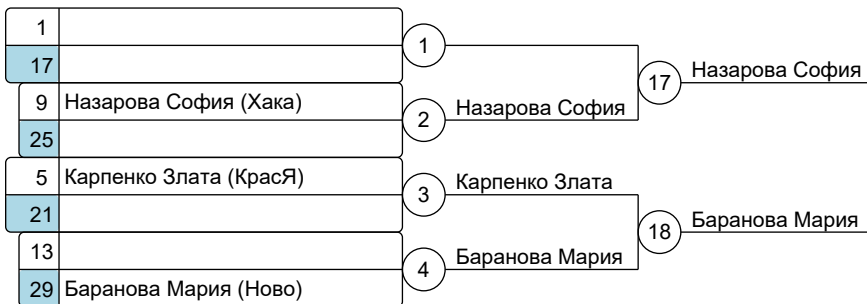 1
17
1
9 Назарова София (Хака)
25
2 Назарова София
17 Назарова София
5 Карпенко Злата (КрасЯ)
21
3 Карпенко Злата
13
29 Баранова Мария (Ново)
4 Баранова Мария
18 Баранова Мария